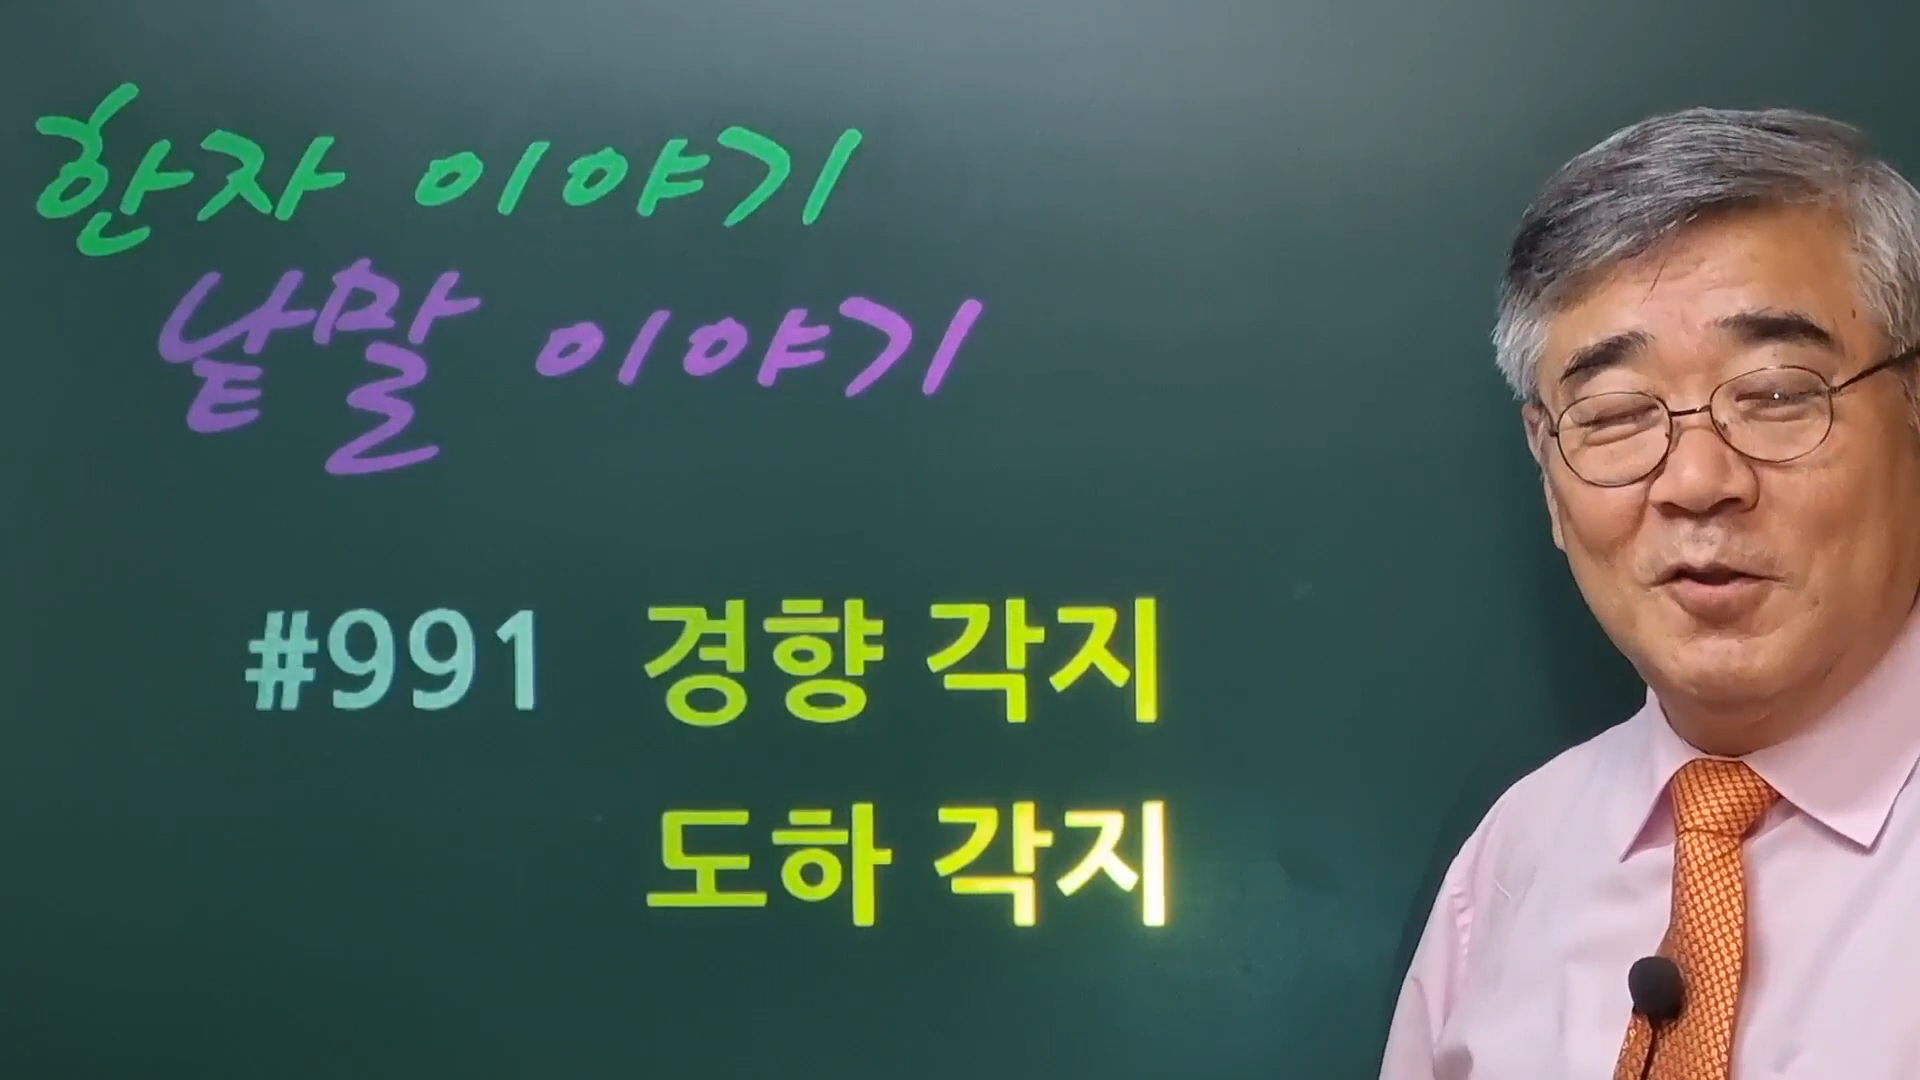 한자 이야기
낱말 이야기
#991 경향 각지
도하 각지